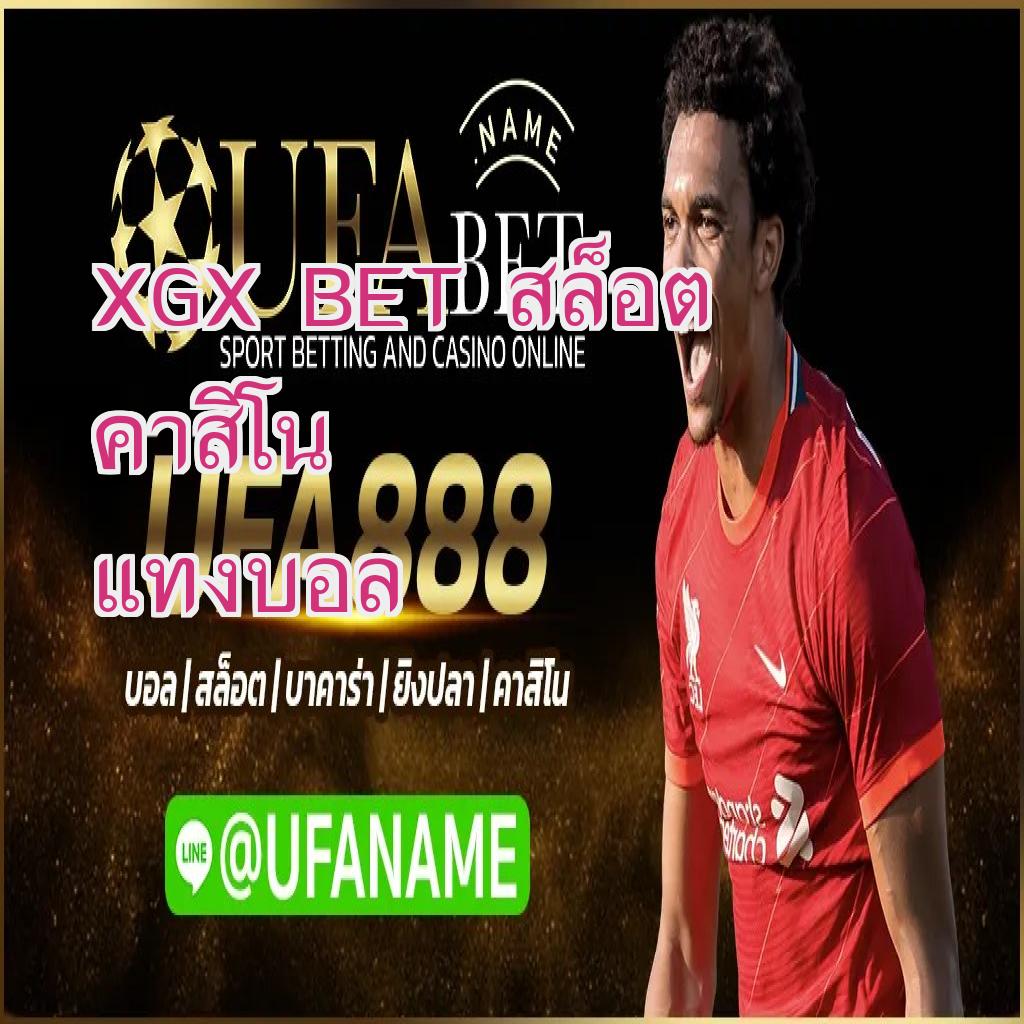 .NAME
UFABET
XGX BET สล็อต
SPORT BETTING AND CASINO ONLINE
คาสิโน
UFA888
แทงบอล
บอล | สล็อต | บาคาร่า | ยิงปลา | คาสิโน
LINE @UFANAME